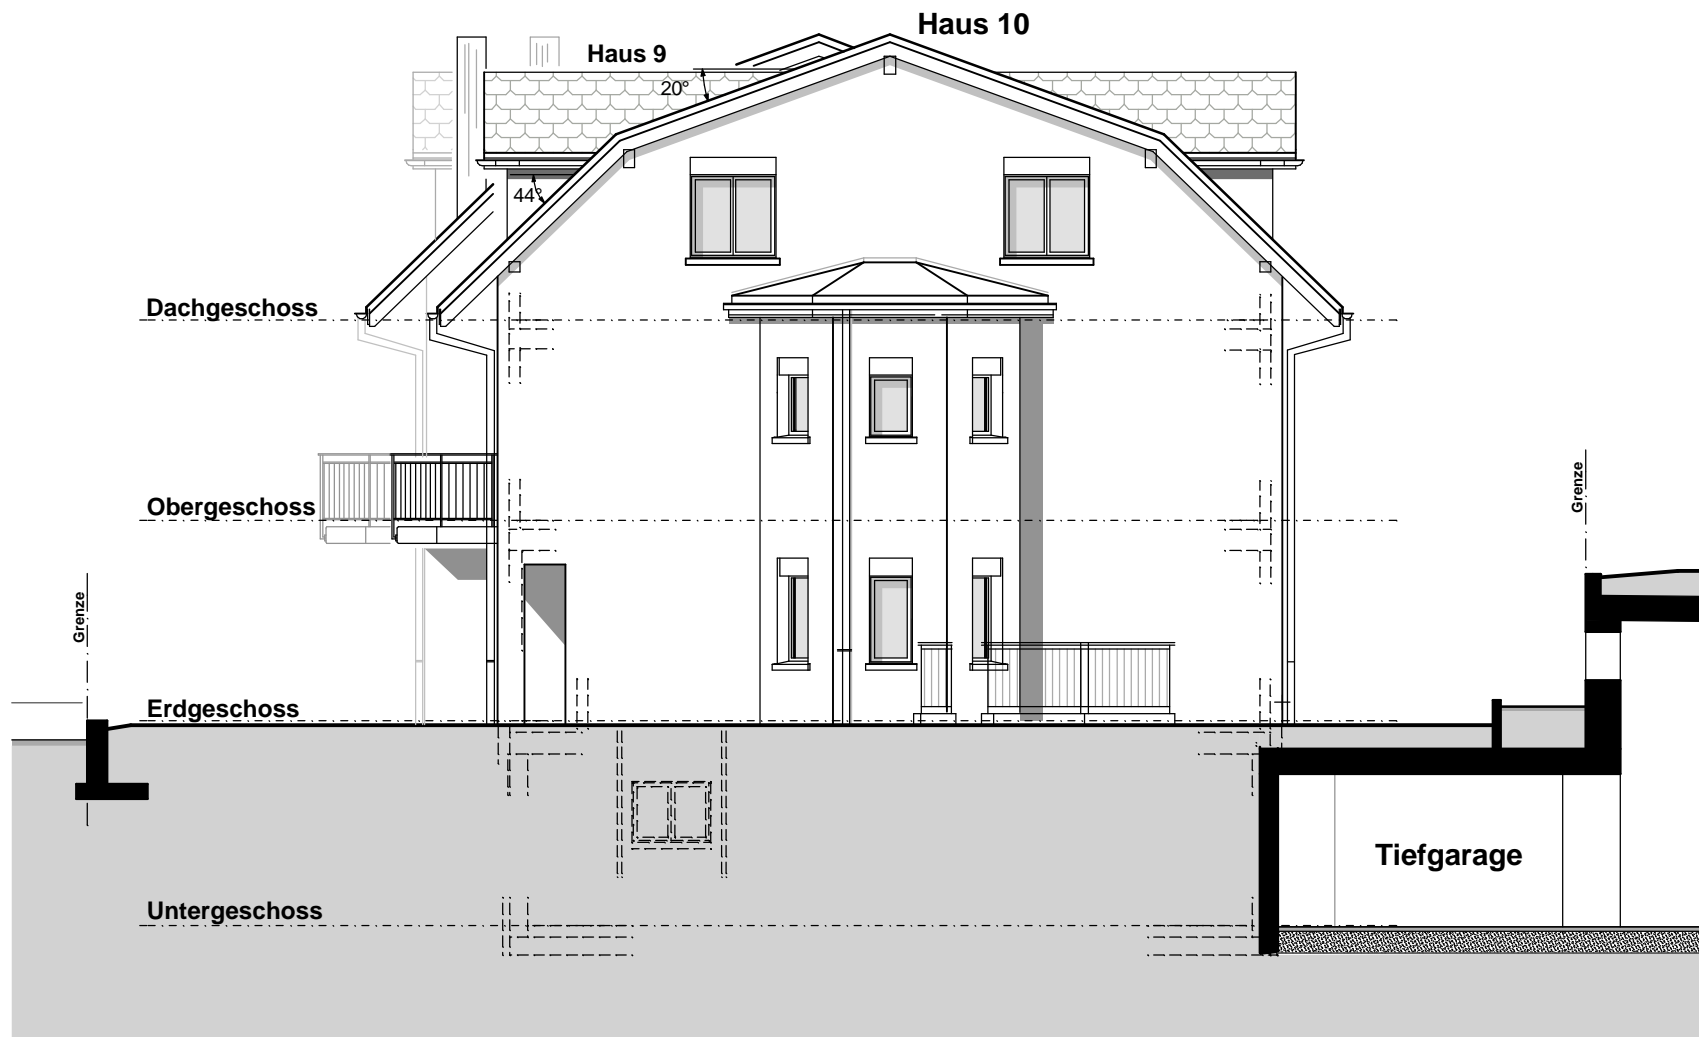 Haus 10
Haus 9
20°
44°
Dachgeschoss
Obergeschoss
Grenze
Grenze
Erdgeschoss
Tiefgarage
Untergeschoss